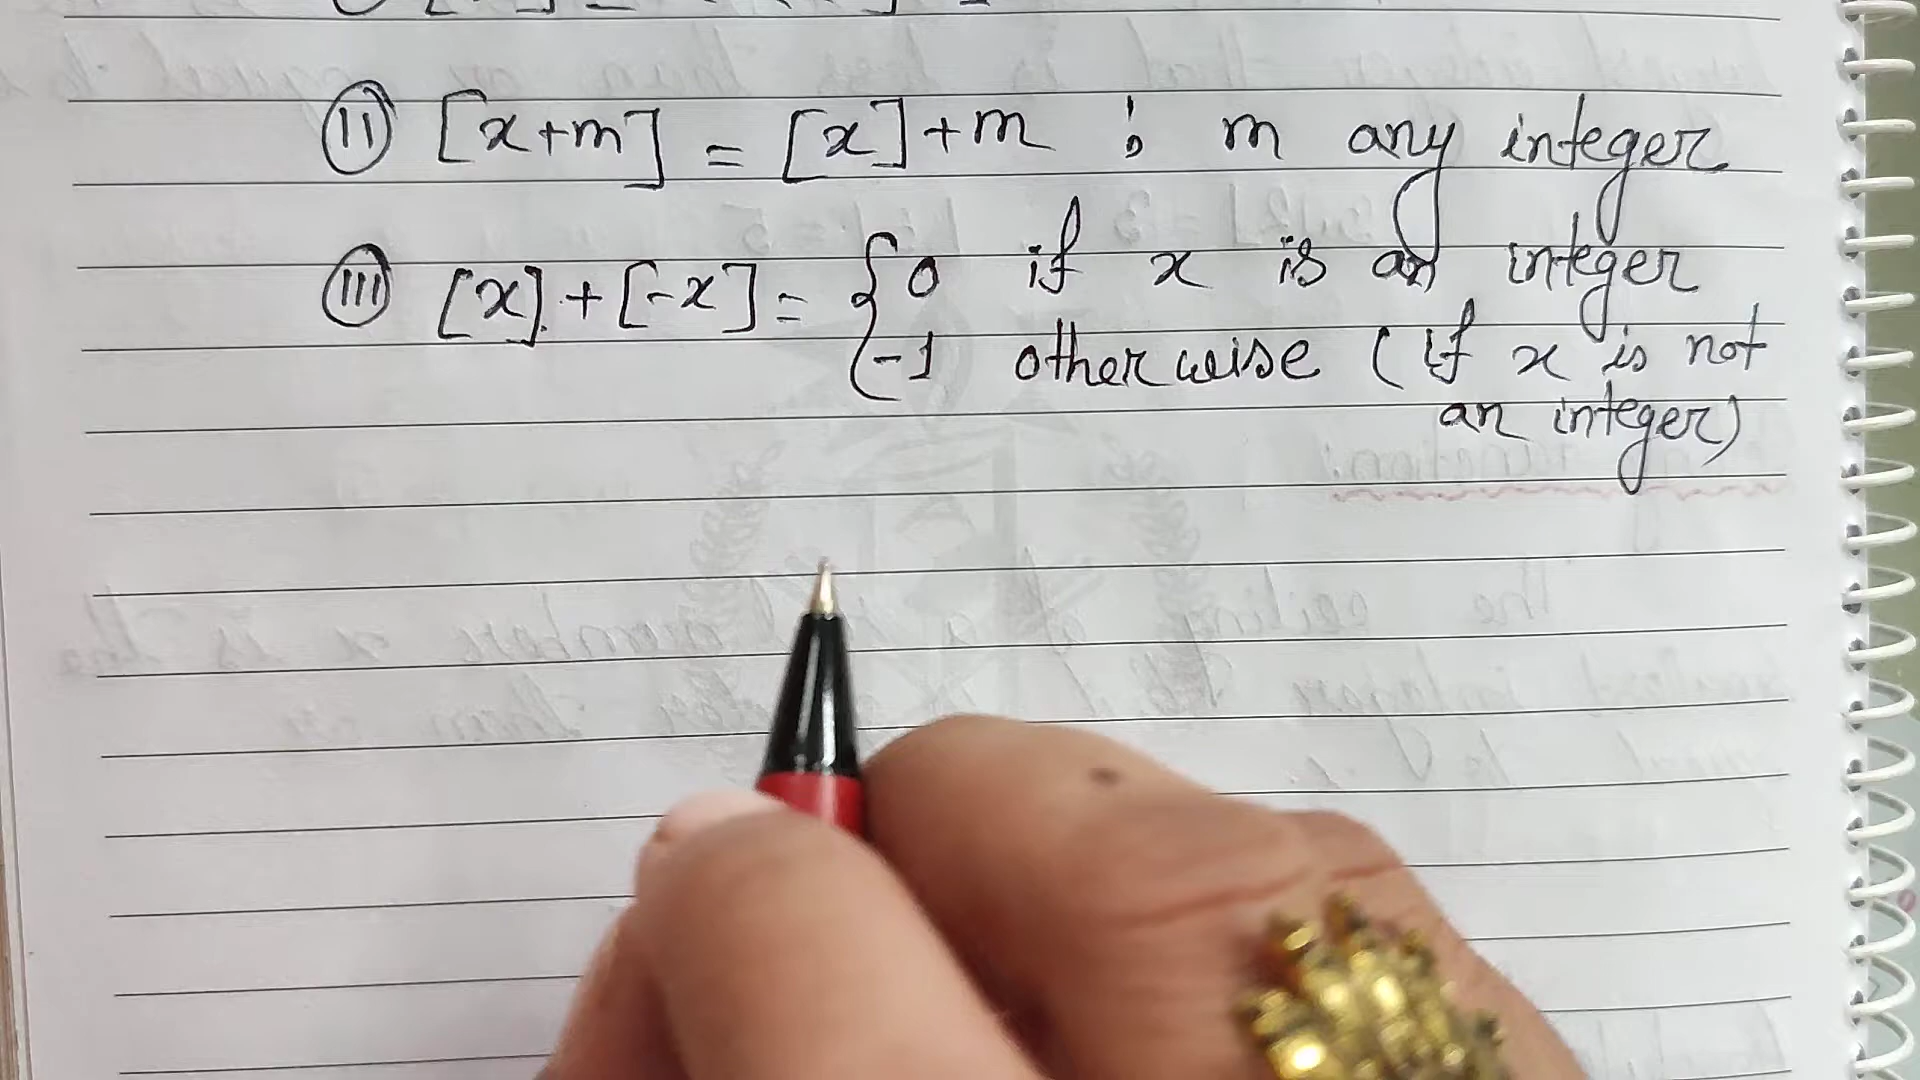 (II) [x+m] = [x]+m ; m any integer
(III) [x]+[-x] = { 0 if x is an integer
-1 otherwise (if x is not
an integer)